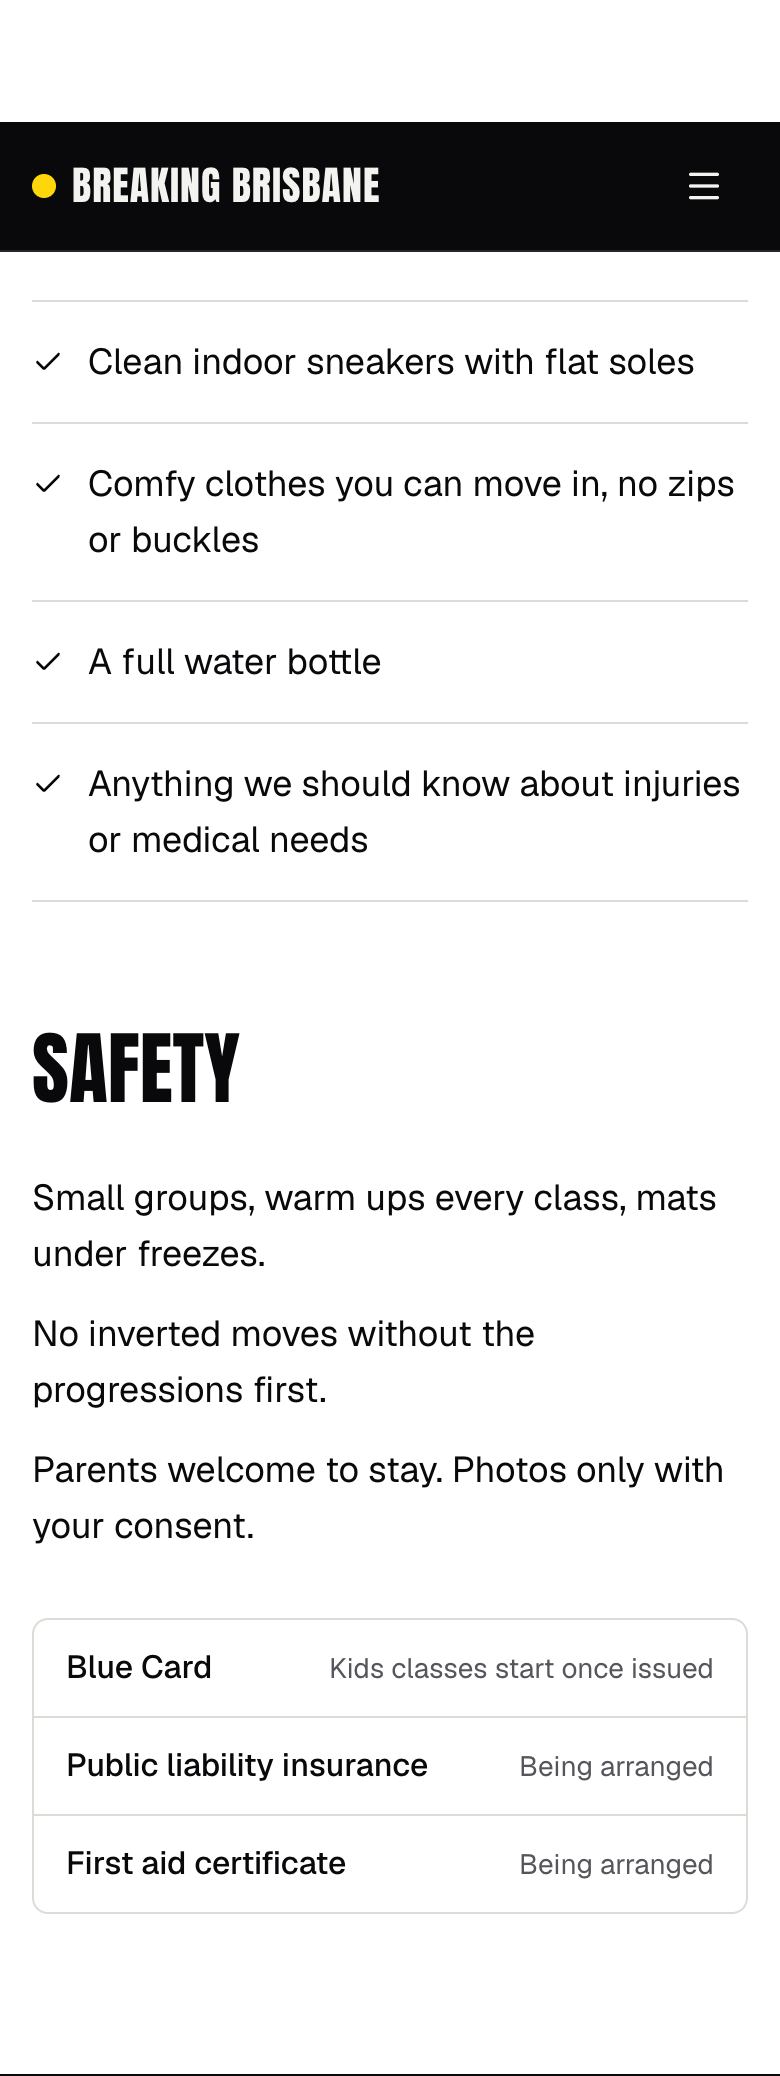 BREAKING BRISBANE
Clean indoor sneakers with flat soles
Comfy clothes you can move in, no zips
or buckles
A full water bottle
Anything we should know about injuries
or medical needs
SAFETY
Small groups, warm ups every class, mats
under freezes.
No inverted moves without the
progressions first.
Parents welcome to stay. Photos only with
your consent.
Blue Card Kids classes start once issued
Public liability insurance Being arranged
First aid certificate Being arranged